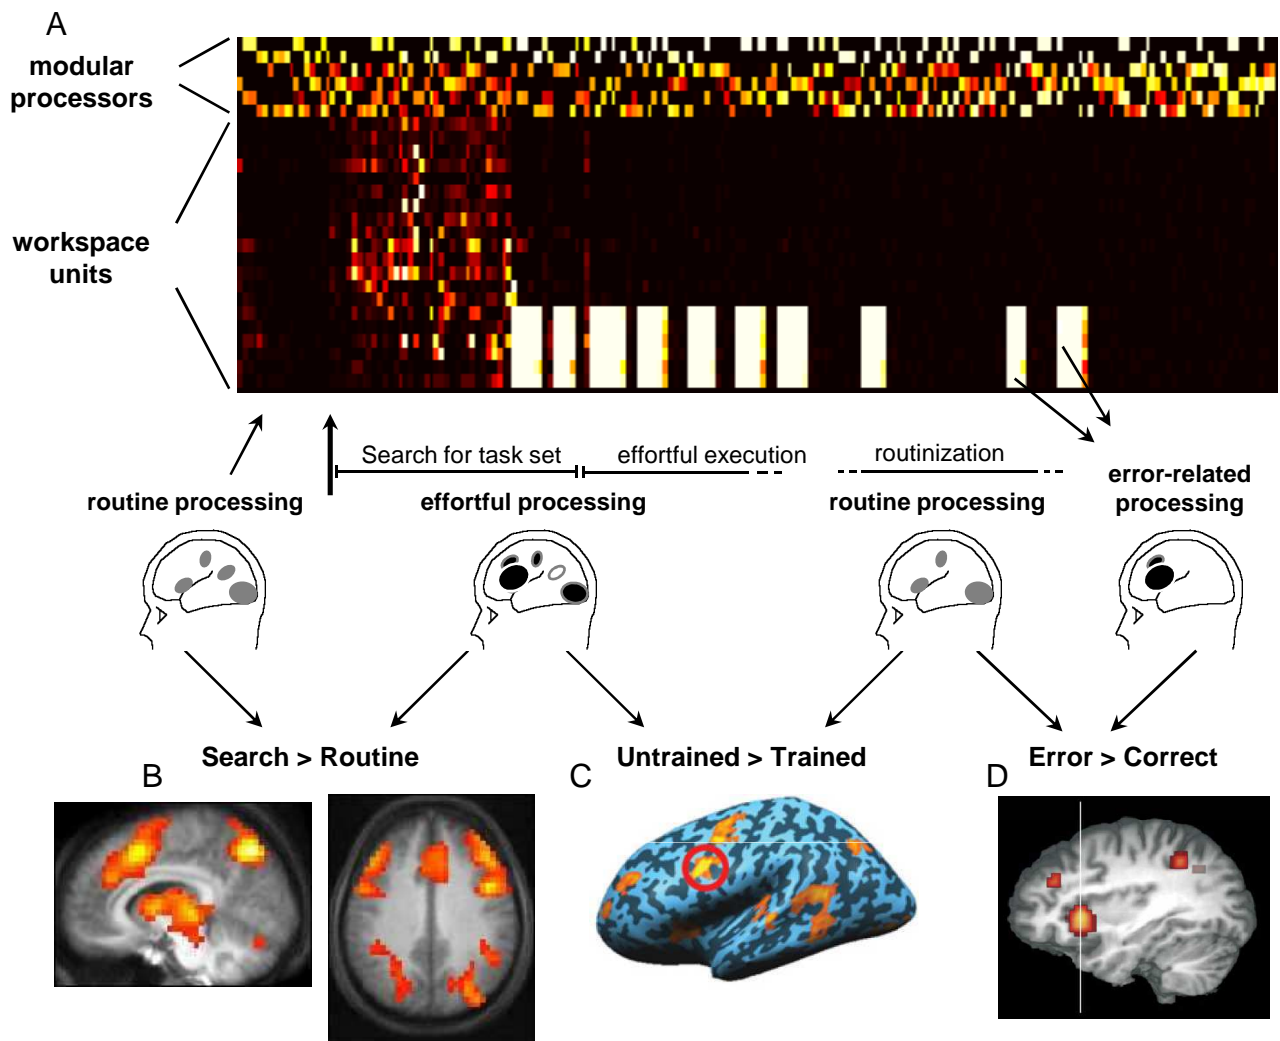 A
modular
processors
workspace
units
Search for task set
effortful execution
routinization
routine processing
effortful processing
routine processing
error-related
processing
Search > Routine
Untrained > Trained
Error > Correct
B
C
D